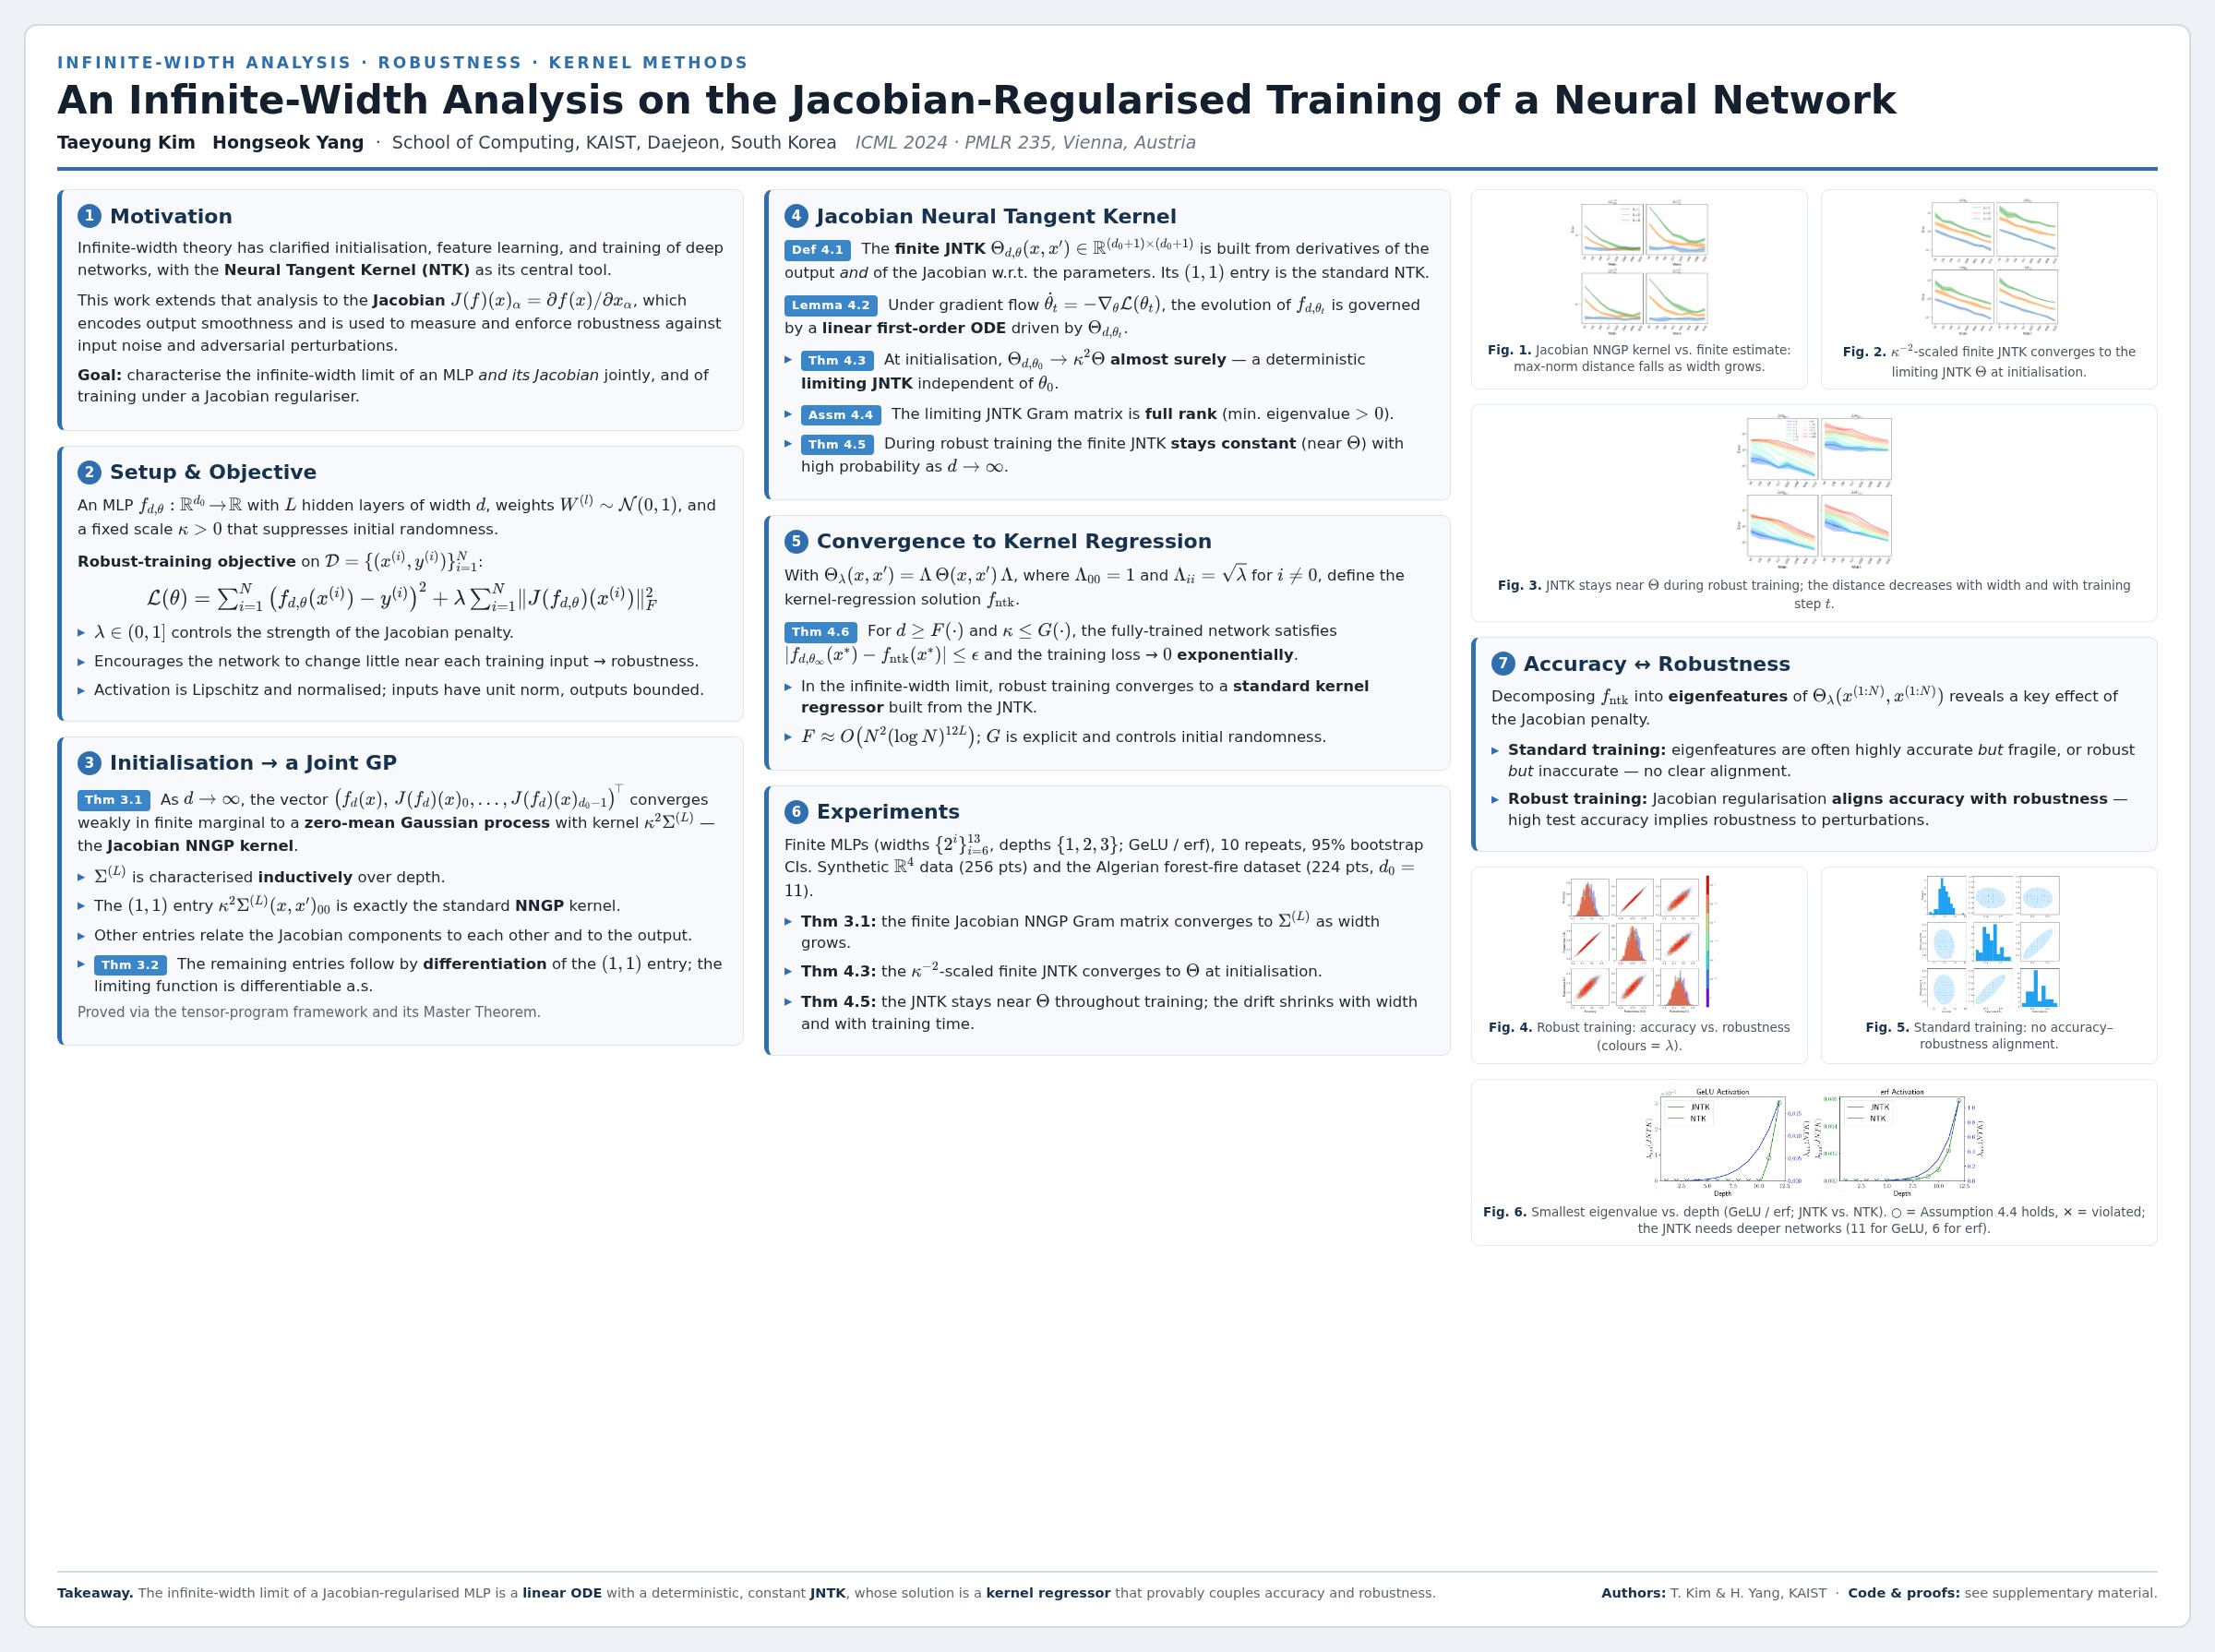 INFINITE-WIDTH ANALYSIS · ROBUSTNESS · KERNEL METHODS
An Infinite-Width Analysis on the Jacobian-Regularised Training of a Neural Network
Taeyoung Kim Hongseok Yang · School of Computing, KAIST, Daejeon, South Korea ICML 2024 · PMLR 235, Vienna, Austria
1 Motivation
Infinite-width theory has clarified initialisation, feature learning, and training of deep
networks, with the Neural Tangent Kernel (NTK) as its central tool.
This work extends that analysis to the Jacobian J(f)(x)_α = ∂f(x)/∂x_α, which
encodes output smoothness and is used to measure and enforce robustness against
input noise and adversarial perturbations.
Goal: characterise the infinite-width limit of an MLP and its Jacobian jointly, and of
training under a Jacobian regulariser.
2 Setup & Objective
An MLP f_{d,θ} : ℝ^{d_0} → ℝ with L hidden layers of width d, weights W^{(l)} ∼ 𝒩(0, 1), and
a fixed scale κ > 0 that suppresses initial randomness.
Robust-training objective on 𝒟 = {(x^{(i)}, y^{(i)})}_{i=1}^N:
ℒ(θ) = ∑_{i=1}^N (f_{d,θ}(x^{(i)}) − y^{(i)})^2 + λ ∑_{i=1}^N ‖J(f_{d,θ})(x^{(i)})‖_F^2
▸ λ ∈ (0, 1] controls the strength of the Jacobian penalty.
▸ Encourages the network to change little near each training input → robustness.
▸ Activation is Lipschitz and normalised; inputs have unit norm, outputs bounded.
3 Initialisation → a Joint GP
Thm 3.1 As d → ∞, the vector (f_d(x), J(f_d)(x)_0, …, J(f_d)(x)_{d_0−1})^⊤ converges
weakly in finite marginal to a zero-mean Gaussian process with kernel κ^2Σ^{(L)} —
the Jacobian NNGP kernel.
▸ Σ^{(L)} is characterised inductively over depth.
▸ The (1, 1) entry κ^2Σ^{(L)}(x, x′)_{00} is exactly the standard NNGP kernel.
▸ Other entries relate the Jacobian components to each other and to the output.
▸ Thm 3.2 The remaining entries follow by differentiation of the (1, 1) entry; the
limiting function is differentiable a.s.
Proved via the tensor-program framework and its Master Theorem.
4 Jacobian Neural Tangent Kernel
Def 4.1 The finite JNTK Θ_{d,θ}(x, x′) ∈ ℝ^{(d_0+1)×(d_0+1)} is built from derivatives of the
output and of the Jacobian w.r.t. the parameters. Its (1, 1) entry is the standard NTK.
Lemma 4.2 Under gradient flow θ̇_t = −∇_θℒ(θ_t), the evolution of f_{d,θ_t} is governed
by a linear first-order ODE driven by Θ_{d,θ_t}.
▸ Thm 4.3 At initialisation, Θ_{d,θ_0} → κ^2Θ almost surely — a deterministic
limiting JNTK independent of θ_0.
▸ Assm 4.4 The limiting JNTK Gram matrix is full rank (min. eigenvalue > 0).
▸ Thm 4.5 During robust training the finite JNTK stays constant (near Θ) with
high probability as d → ∞.
5 Convergence to Kernel Regression
With Θ_λ(x, x′) = Λ Θ(x, x′) Λ, where Λ_{00} = 1 and Λ_{ii} = √λ for i ≠ 0, define the
kernel-regression solution f_{ntk}.
Thm 4.6 For d ≥ F(·) and κ ≤ G(·), the fully-trained network satisfies
|f_{d,θ_∞}(x*) − f_{ntk}(x*)| ≤ ϵ and the training loss → 0 exponentially.
▸ In the infinite-width limit, robust training converges to a standard kernel
regressor built from the JNTK.
▸ F ≈ O(N^2(log N)^{12L}); G is explicit and controls initial randomness.
6 Experiments
Finite MLPs (widths {2^i}_{i=6}^{13}, depths {1, 2, 3}; GeLU / erf), 10 repeats, 95% bootstrap
CIs. Synthetic ℝ^4 data (256 pts) and the Algerian forest-fire dataset (224 pts, d_0 =
11).
▸ Thm 3.1: the finite Jacobian NNGP Gram matrix converges to Σ^{(L)} as width
grows.
▸ Thm 4.3: the κ^{−2}-scaled finite JNTK converges to Θ at initialisation.
▸ Thm 4.5: the JNTK stays near Θ throughout training; the drift shrinks with width
and with training time.
Fig. 1. Jacobian NNGP kernel vs. finite estimate:
max-norm distance falls as width grows.
Fig. 2. κ^{−2}-scaled finite JNTK converges to the
limiting JNTK Θ at initialisation.
Fig. 3. JNTK stays near Θ during robust training; the distance decreases with width and with training
step t.
7 Accuracy ↔ Robustness
Decomposing f_{ntk} into eigenfeatures of Θ_λ(x^{(1:N)}, x^{(1:N)}) reveals a key effect of
the Jacobian penalty.
▸ Standard training: eigenfeatures are often highly accurate but fragile, or robust
but inaccurate — no clear alignment.
▸ Robust training: Jacobian regularisation aligns accuracy with robustness —
high test accuracy implies robustness to perturbations.
Fig. 4. Robust training: accuracy vs. robustness
(colours = λ).
Fig. 5. Standard training: no accuracy–
robustness alignment.
GeLU Activation erf Activation
JNTK JNTK
NTK NTK
2.5 5.0 7.5 10.0 12.5 2.5 5.0 7.5 10.0 12.5
Depth Depth
Fig. 6. Smallest eigenvalue vs. depth (GeLU / erf; JNTK vs. NTK). ○ = Assumption 4.4 holds, ✕ = violated;
the JNTK needs deeper networks (11 for GeLU, 6 for erf).
Takeaway. The infinite-width limit of a Jacobian-regularised MLP is a linear ODE with a deterministic, constant JNTK, whose solution is a kernel regressor that provably couples accuracy and robustness.
Authors: T. Kim & H. Yang, KAIST · Code & proofs: see supplementary material.